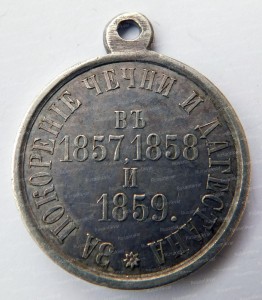 ЗА ПОКОРЕНІЕ ЧЕЧНИ И ДАГЕСТАНА
ВЪ
1857, 1858
И
1859.